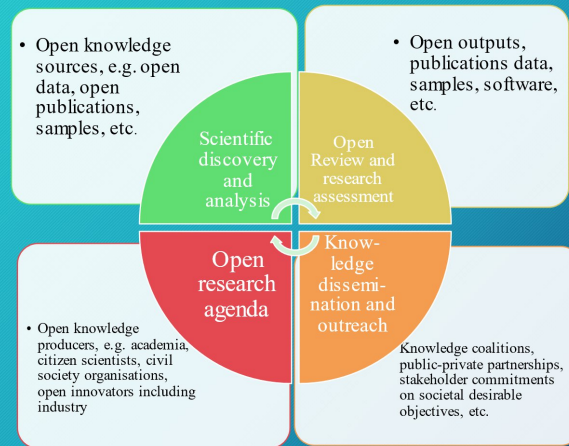 • Open knowledge
sources, e.g. open
data, open
publications,
samples, etc.
• Open outputs,
publications data,
samples, software,
etc.
Scientific
discovery
and
analysis
Open
Review and
research
assessment
Open
research
agenda
Know-
ledge
dissemi-
nation and
outreach
• Open knowledge
producers, e.g. academia,
citizen scientists, civil
society organisations,
open innovators including
industry
Knowledge coalitions,
public-private partnerships,
stakeholder commitments
on societal desirable
objectives, etc.